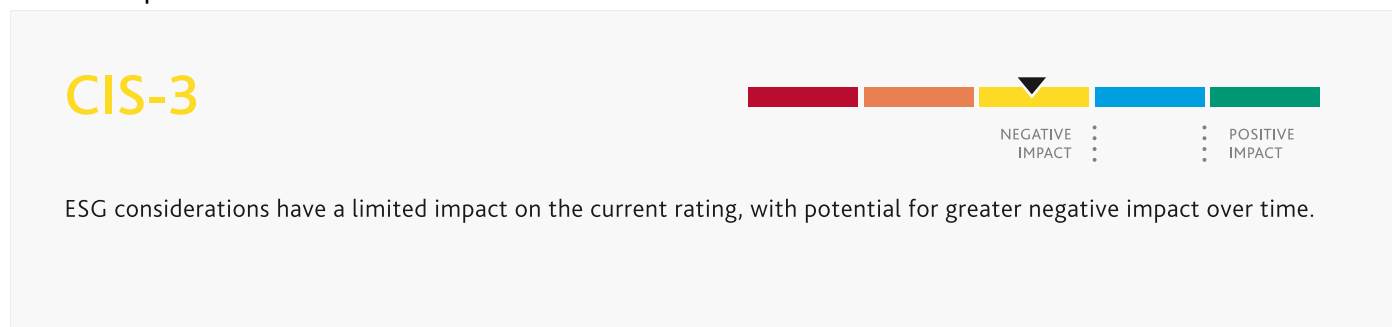 CIS-3
NEGATIVE
IMPACT
POSITIVE
IMPACT
ESG considerations have a limited impact on the current rating, with potential for greater negative impact over time.